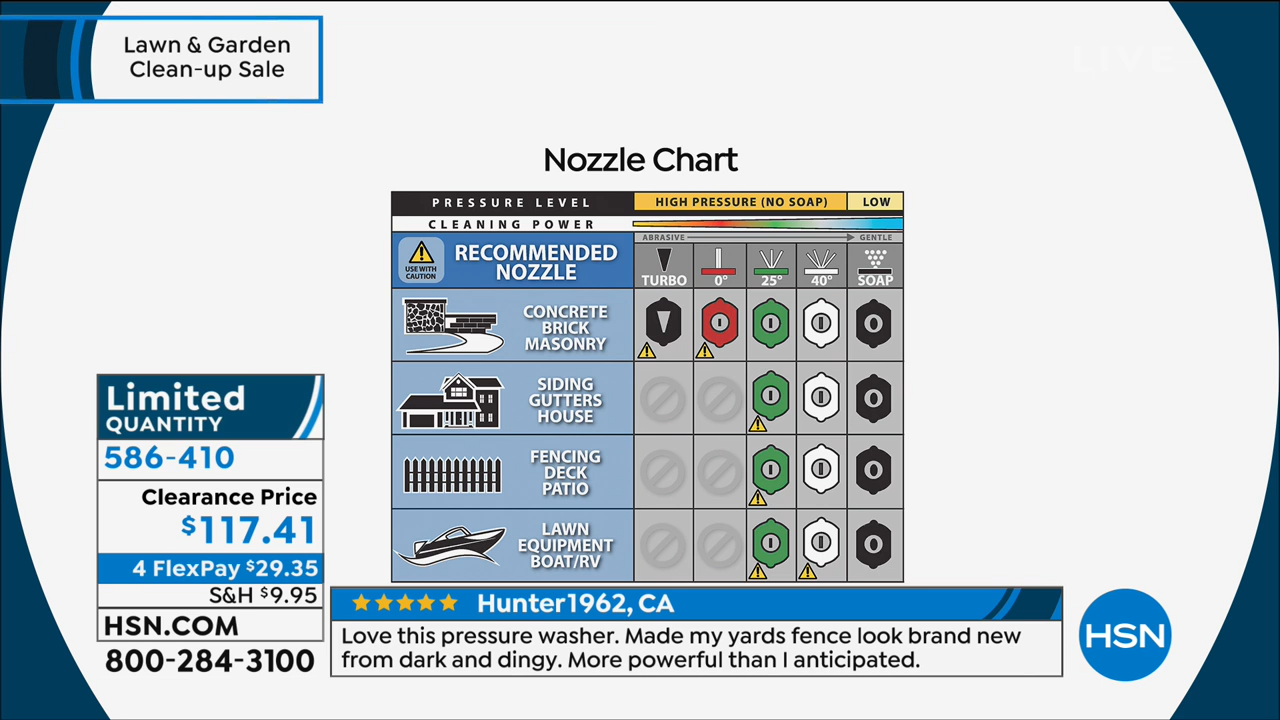 Lawn & Garden
Clean-up Sale
LIVE
Nozzle Chart
PRESSURE LEVEL
HIGH PRESSURE (NO SOAP)
LOW
CLEANING POWER
ABRASIVE
GENTLE
USE WITH
CAUTION
RECOMMENDED
NOZZLE
TURBO
0°
25°
40°
SOAP
CONCRETE
BRICK
MASONRY
SIDING
GUTTERS
HOUSE
FENCING
DECK
PATIO
LAWN
EQUIPMENT
BOAT/RV
Limited
QUANTITY
586-410
Clearance Price
$117.41
4 FlexPay $29.35
S&H $9.95
HSN.COM
800-284-3100
Hunter1962, CA
Love this pressure washer. Made my yards fence look brand new
from dark and dingy. More powerful than I anticipated.
HSN